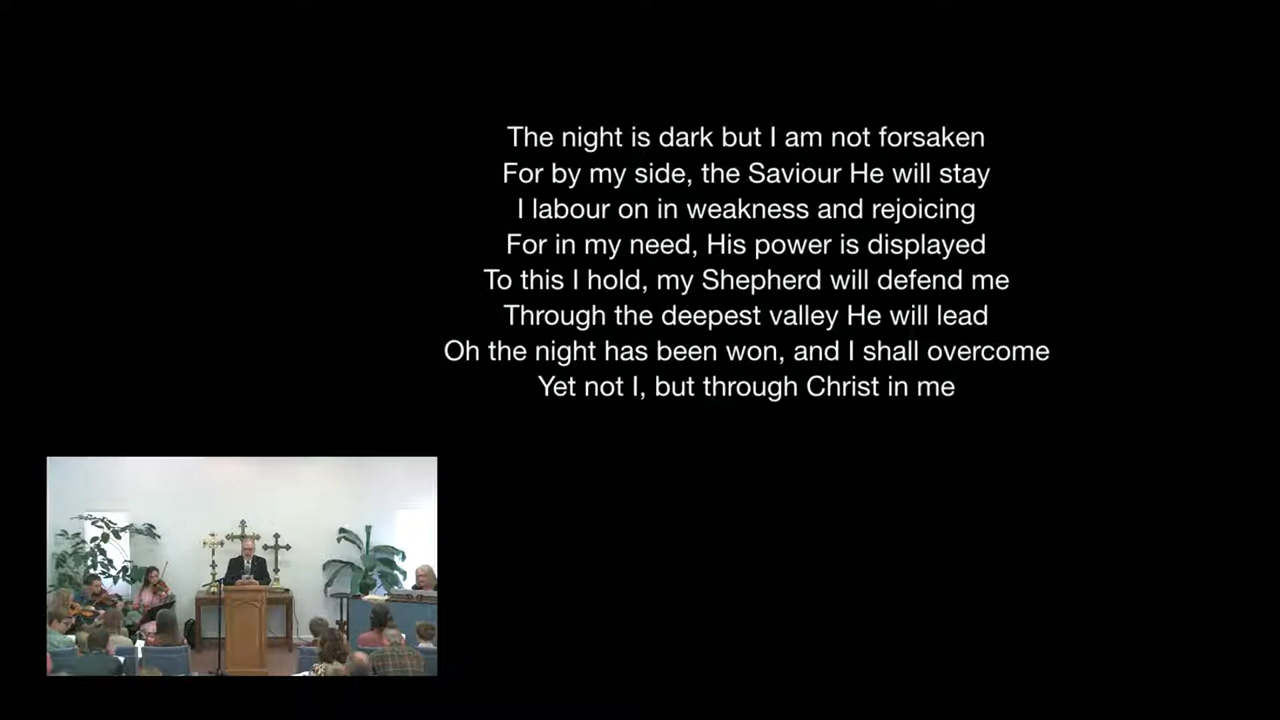 The night is dark but I am not forsaken
For by my side, the Saviour He will stay
I labour on in weakness and rejoicing
For in my need, His power is displayed
To this I hold, my Shepherd will defend me
Through the deepest valley He will lead
Oh the night has been won, and I shall overcome
Yet not I, but through Christ in me